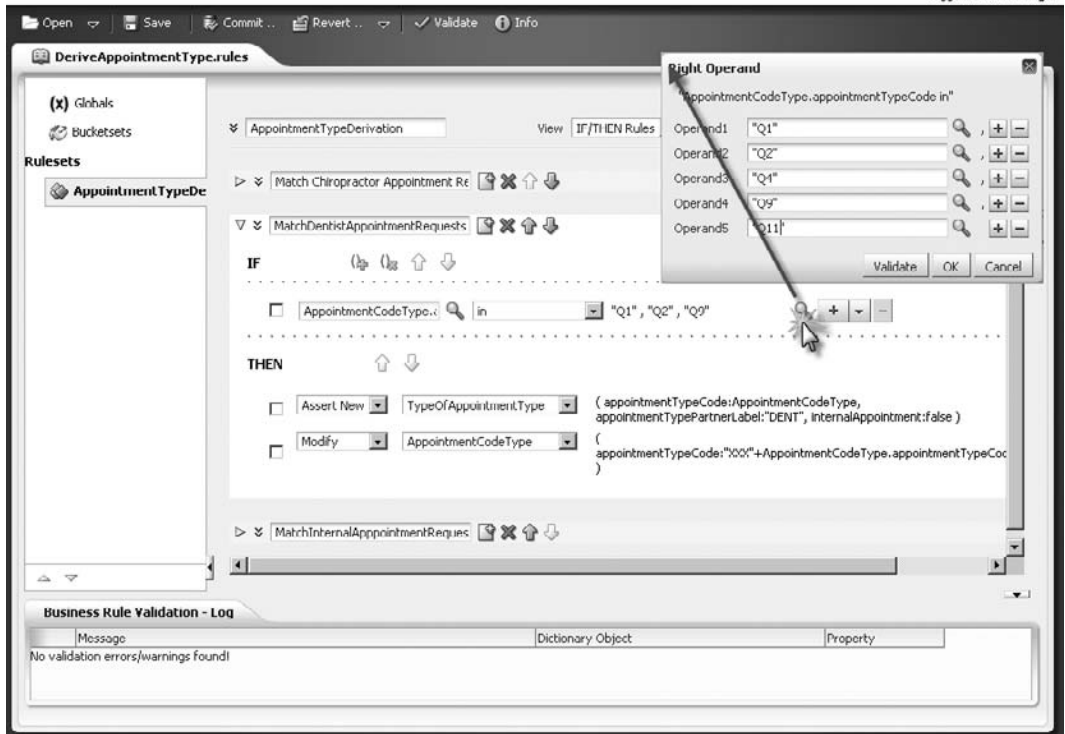 Open Save Commit .. Revert .. Validate Info
DeriveAppointmentType.rules
(x) Globals
Bucketsets
Rulesets
AppointmentTypeDe
AppointmentTypeDerivation View IF/THEN Rules
Match Chiropractor Appointment Re
MatchDentistAppointmentRequests
IF
AppointmentCodeType.a in "Q1" , "Q2" , "Q9"
THEN
Assert New TypeOfAppointmentType ( appointmentTypeCode:AppointmentCodeType,
appointmentTypePartnerLabel:"DENT", internalAppointment:false )
Modify AppointmentCodeType (
appointmentTypeCode:"XXX"+AppointmentCodeType.appointmentTypeCod
)
MatchInternalApppointmentReques
Right Operand
"AppointmentCodeType.appointmentTypeCode in"
Operand1 "Q1" , + −
Operand2 "Q2" , + −
Operand3 "Q4" , + −
Operand4 "Q9" , + −
Operand5 "Q11" + −
Validate OK Cancel
Business Rule Validation - Log
Message Dictionary Object Property
No validation errors/warnings found!